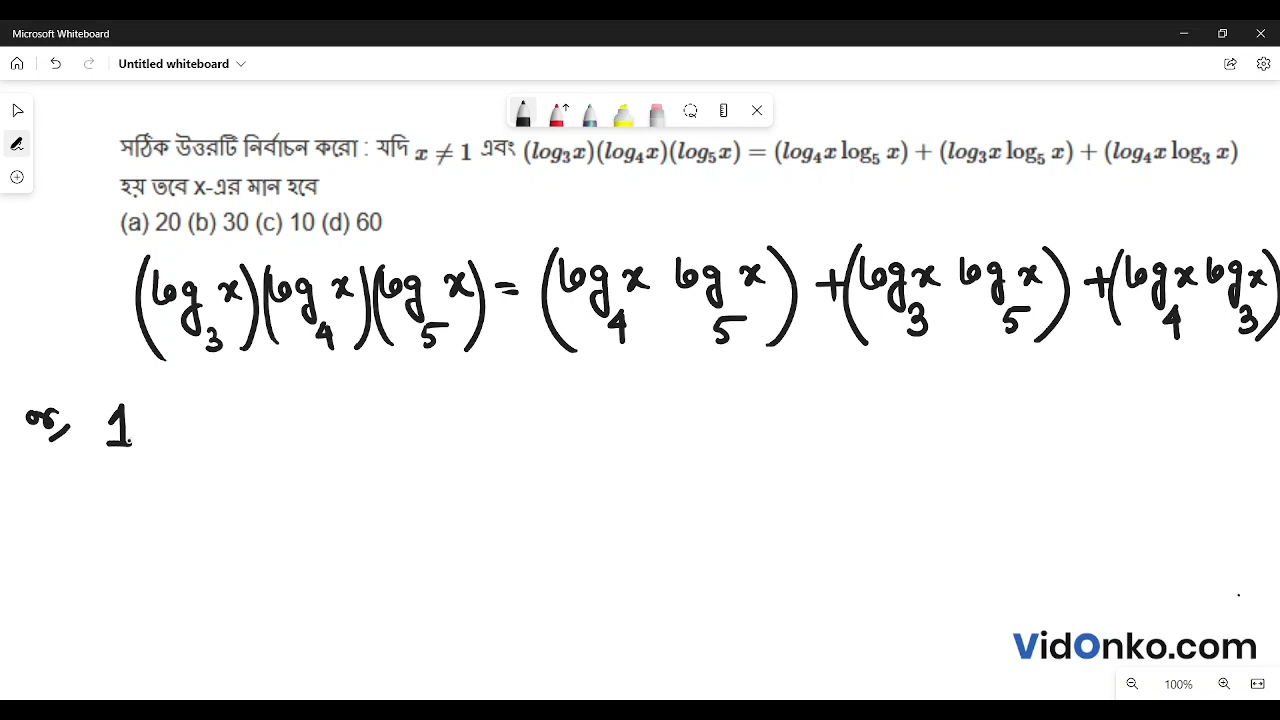 Microsoft Whiteboard
Untitled whiteboard
সঠিক উত্তরটি নির্বাচন করো : যদি x ≠ 1 এবং (log₃x)(log₄x)(log₅x) = (log₄x log₅ x) + (log₃x log₅ x) + (log₄x log₃ x)
হয় তবে x-এর মান হবে
(a) 20 (b) 30 (c) 10 (d) 60
(log₃ x)(log₄ x)(log₅ x) = (log₄ x log₅ x) + (log₃ x log₅ x) + (log₄ x log₃ x)
or, 1
VidOnko.com
100%